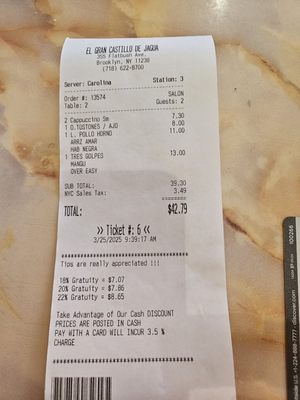 EL GRAN CASTILLO DE JAGUA
355 Flatbush Ave.
Brooklyn, NY 11238
(718) 622-8700
Server: Carolina Station: 3
Order #: 13574 SALON
Table: 2 Guests: 2
2 Cappuccino Sm 7.30
1 O.TOSTONES / AJO 8.00
1 L. POLLO HORNO 11.00
ARRZ AMAR
HAB NEGRA
1 TRES GOLPES 13.00
MANGU
OVER EASY
SUB TOTAL: 39.30
NYC Sales Tax: 3.49
TOTAL: $42.79
>> Ticket #: 6 <<
3/25/2025 9:39:17 AM
Tips are really appreciated !!!
18% Gratuity = $7.07
20% Gratuity = $7.86
22% Gratuity = $8.65
Take Advantage of Our Cash DISCOUNT
PRICES ARE POSTED IN CASH
PAY WITH A CARD WILL INCUR 3.5 %
CHARGE
100266
discover.com